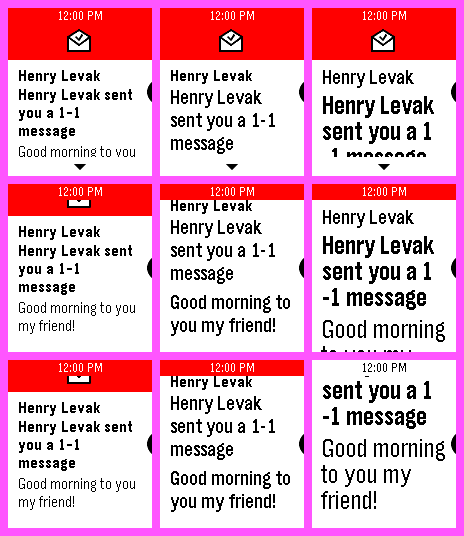 12:00 PM
Henry Levak
Henry Levak sent
you a 1-1
message
Good morning to you
12:00 PM
Henry Levak
Henry Levak
sent you a 1-1
message
12:00 PM
Henry Levak
Henry Levak
sent you a 1
-1 message
12:00 PM
Henry Levak
Henry Levak sent
you a 1-1
message
Good morning to you
my friend!
12:00 PM
Henry Levak
Henry Levak
sent you a 1-1
message
Good morning to
you my friend!
12:00 PM
Henry Levak
Henry Levak
sent you a 1
-1 message
Good morning
to you my
12:00 PM
Henry Levak
Henry Levak sent
you a 1-1
message
Good morning to you
my friend!
12:00 PM
Henry Levak
Henry Levak
sent you a 1-1
message
Good morning to
you my friend!
12:00 PM
sent you a 1
-1 message
Good morning
to you my
friend!